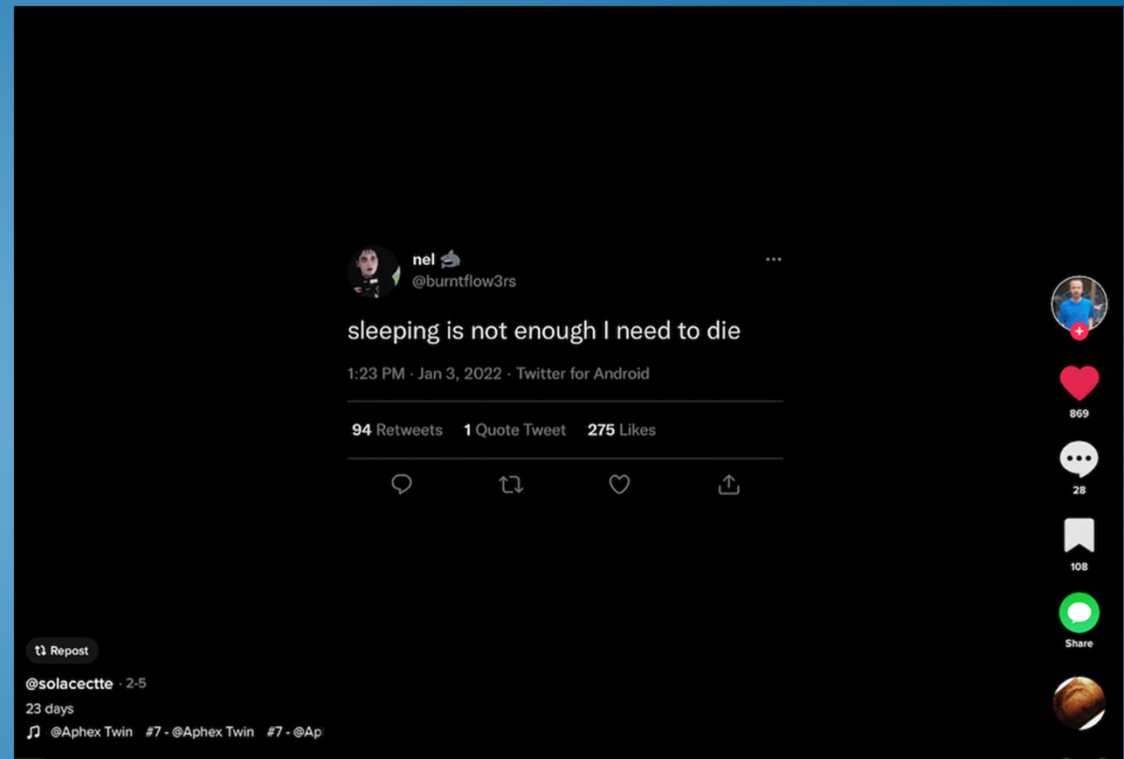 nel
@burntflow3rs
sleeping is not enough I need to die
1:23 PM · Jan 3, 2022 · Twitter for Android
94 Retweets 1 Quote Tweet 275 Likes
869
28
108
Share
Repost
@solacectte · 2-5
23 days
@Aphex Twin #7 - @Aphex Twin #7 - @Ap